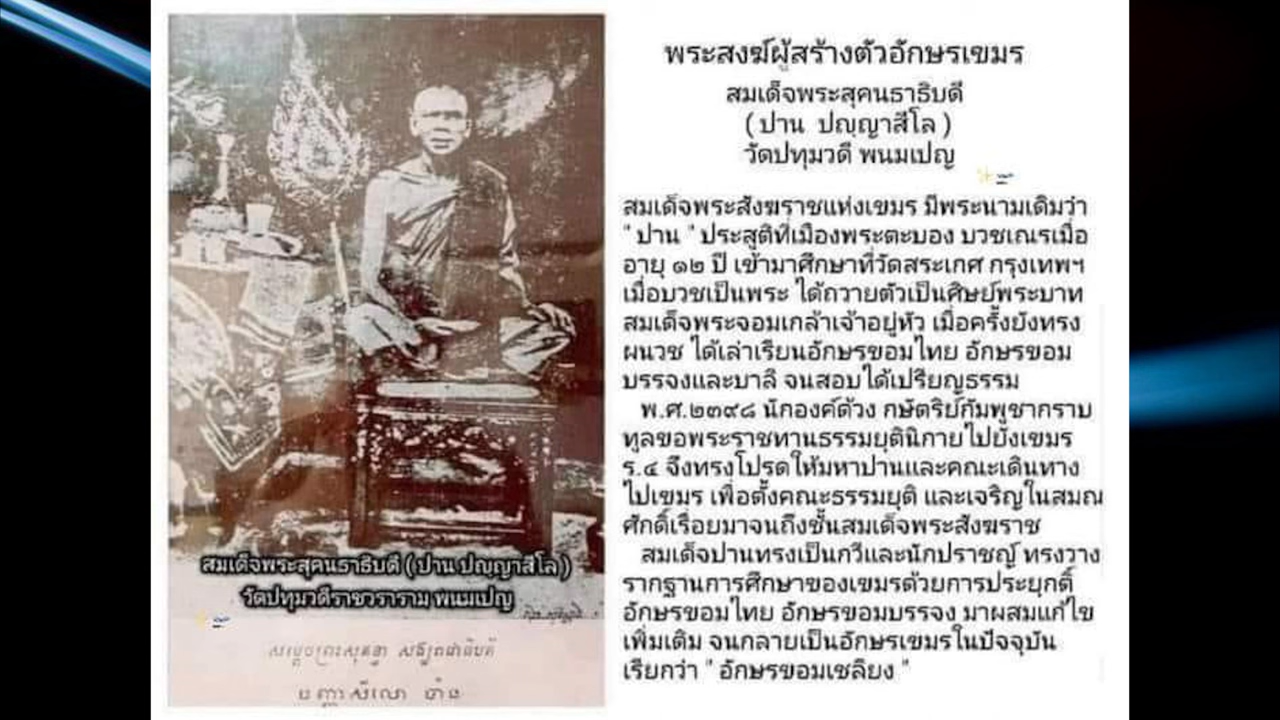 พระสงฆ์ผู้สร้างตัวอักษรเขมร
สมเด็จพระสุคนธาธิบดี
( ปาน ปญญาสีโล )
วัดปทุมวดี พนมเปญ
สมเด็จพระสังฆราชแห่งเขมร มีพระนามเดิมว่า
" ปาน " ประสูติที่เมืองพระตะบอง บวชเณรเมื่อ
อายุ ๑๒ ปี เข้ามาศึกษาที่วัดสระเกศ กรุงเทพฯ
เมื่อบวชเป็นพระ ได้ถวายตัวเป็นศิษย์พระบาท
สมเด็จพระจอมเกล้าเจ้าอยู่หัว เมื่อครั้งยังทรง
ผนวช ได้เล่าเรียนอักษรขอมไทย อักษรขอม
บรรจงและบาลี จนสอบได้เปรียญธรรม
พ.ศ.๒๓๙๘ นักองค์ด้วง กษัตริย์กัมพูชากราบ
ทูลขอพระราชทานธรรมยุตินิกายไปยังเขมร
ร.๔ จึงทรงโปรดให้มหาปานและคณะเดินทาง
ไปเขมร เพื่อตั้งคณะธรรมยุติ และเจริญในสมณ
ศักดิ์เรื่อยมาจนถึงชั้นสมเด็จพระสังฆราช
สมเด็จปานทรงเป็นกวีและนักปราชญ์ ทรงวาง
รากฐานการศึกษาของเขมรด้วยการประยุกต์
อักษรขอมไทย อักษรขอมบรรจง มาผสมแก้ไข
เพิ่มเติม จนกลายเป็นอักษรเขมรในปัจจุบัน
เรียกว่า " อักษรขอมเชลียง "
สมเด็จพระสุคนธาธิบดี ( ปาน ปญญาสีโล )
วัดปทุมวดีราชวราราม พนมเปญ